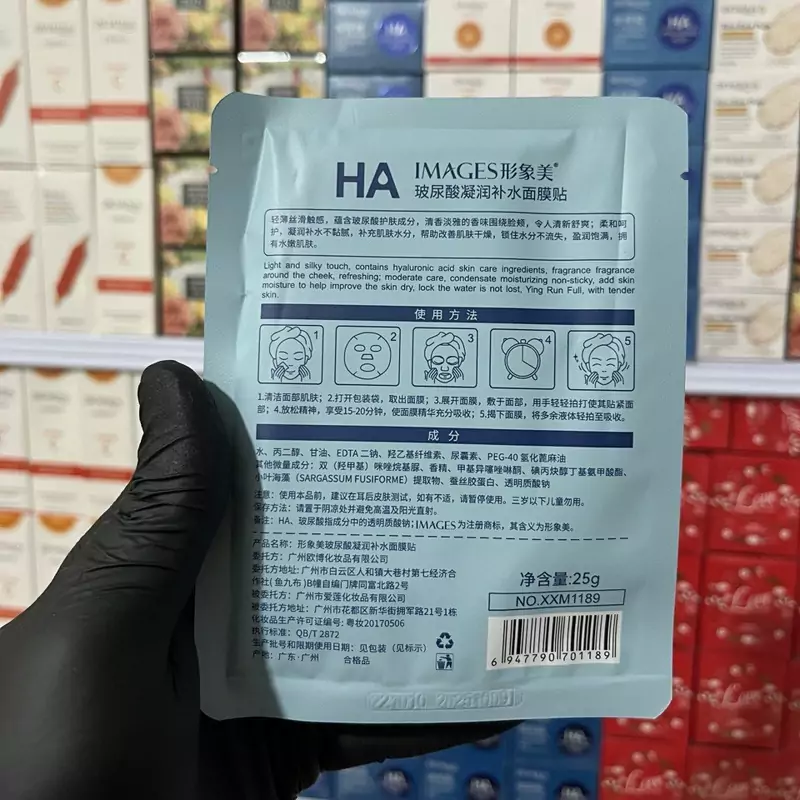 HA IMAGES形象美®
玻尿酸凝润补水面膜贴
轻薄丝滑触感，蕴含玻尿酸护肤成分，清香淡雅的香味围绕脸颊，令人清新舒爽；柔和呵
护，凝润补水不黏腻，补充肌肤水分，帮助改善肌肤干燥，锁住水分不流失，盈润饱满，拥
有水嫩肌肤。
Light and silky touch, contains hyaluronic acid skin care ingredients, fragrance fragrance
around the cheek, refreshing; moderate care, condensate moisturizing non-sticky, add skin
moisture to help improve the skin dry, lock the water is not lost, Ying Run Full, with tender
skin.
使用方法
1 2 3 4 5
1.清洁面部肌肤；2.打开包装袋，取出面膜；3.展开面膜，敷于面部，用手轻轻拍打使其贴紧面
部；4.放松精神，享受15-20分钟，使面膜精华充分吸收；5.揭下面膜，将多余液体轻拍至吸收。
成分
水、丙二醇、甘油、EDTA 二钠、羟乙基纤维素、尿囊素、PEG-40 氢化蓖麻油
其他微量成分：双（羟甲基）咪唑烷基脲、香精、甲基异噻唑啉酮、碘丙炔醇丁基氨甲酸酯、
小叶海藻（SARGASSUM FUSIFORME）提取物、蚕丝胶蛋白、透明质酸钠
注意：使用本品前，建议在耳后皮肤测试，如有不适，请暂停使用。三岁以下儿童勿用。
保存方法：请置于阴凉处并避免高温及阳光直射。
备注：HA、玻尿酸指成分中的透明质酸钠；IMAGES为注册商标，其含义为形象美。
产品名称：形象美玻尿酸凝润补水面膜贴
委托方：广州欧博化妆品有限公司
委托方地址：广州市白云区人和镇大巷村第七经济合
作社(鱼九布)B幢自编门牌同富北路2号
被委托方：广州市爱莲化妆品有限公司
被委托方地址：广州市花都区新华街拥军路21号1栋
化妆品生产许可证编号：粤妆20170506
执行标准：QB/T 2872
生产批号和限期使用日期：见包装（见标示）
产地：广东·广州 合格品
净含量:25g
NO.XXM1189
6 947790 701189